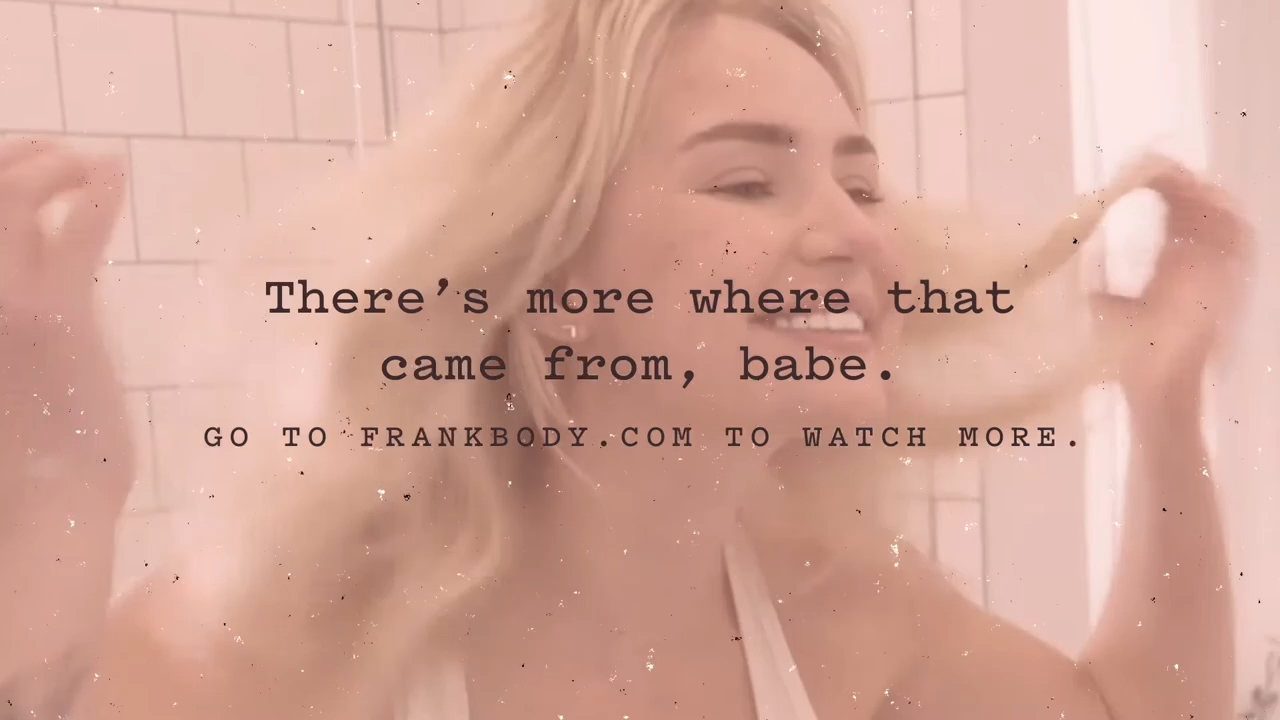 There’s more where that
came from, babe.
GO TO FRANKBODY.COM TO WATCH MORE.